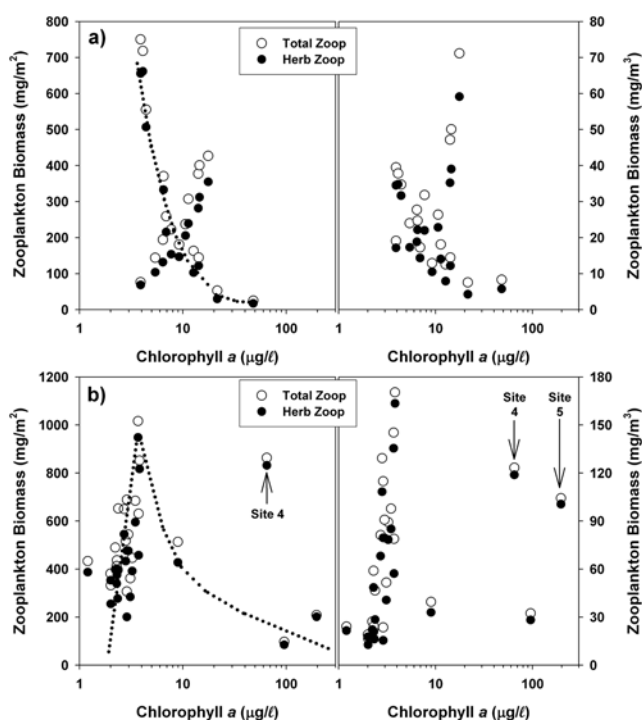 a)
Total Zoop
Herb Zoop
Zooplankton Biomass (mg/m²)
800
700
600
500
400
300
200
100
0
1
10
100
Chlorophyll a (µg/ℓ)
80
70
60
50
40
30
20
10
0
Zooplankton Biomass (mg/m³)
1
10
100
Chlorophyll a (µg/ℓ)
b)
Total Zoop
Herb Zoop
Zooplankton Biomass (mg/m²)
1200
1000
800
600
400
200
0
Site 4
1
10
100
Chlorophyll a (µg/ℓ)
Site
4
Site
5
180
150
120
90
60
30
0
Zooplankton Biomass (mg/m³)
1
10
100
Chlorophyll a (µg/ℓ)